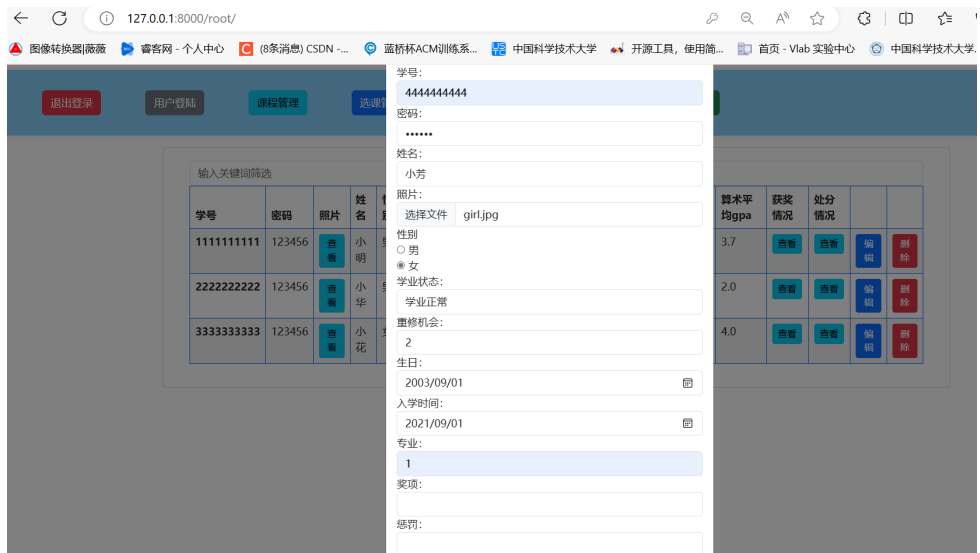 127.0.0.1:8000/root/
图像转换器|薇薇
睿客网 - 个人中心
(8条消息) CSDN -...
蓝桥杯ACM训练系...
中国科学技术大学
开源工具，使用简...
首页 - Vlab 实验中心
中国科学技术大学
退出登录
用户登陆
课程管理
选课
学号:
4444444444
密码:
••••••
姓名:
小芳
照片:
选择文件 girl.jpg
性别
男
女
学业状态:
学业正常
重修机会:
2
生日:
2003/09/01
入学时间:
2021/09/01
专业:
1
奖项:
惩罚:
输入关键词筛选
学号 密码 照片 姓名 算术平均gpa 获奖情况 处分情况
1111111111 123456 查看 小明 3.7 查看 查看 编辑 删除
2222222222 123456 查看 小华 2.0 查看 查看 编辑 删除
3333333333 123456 查看 小花 4.0 查看 查看 编辑 删除